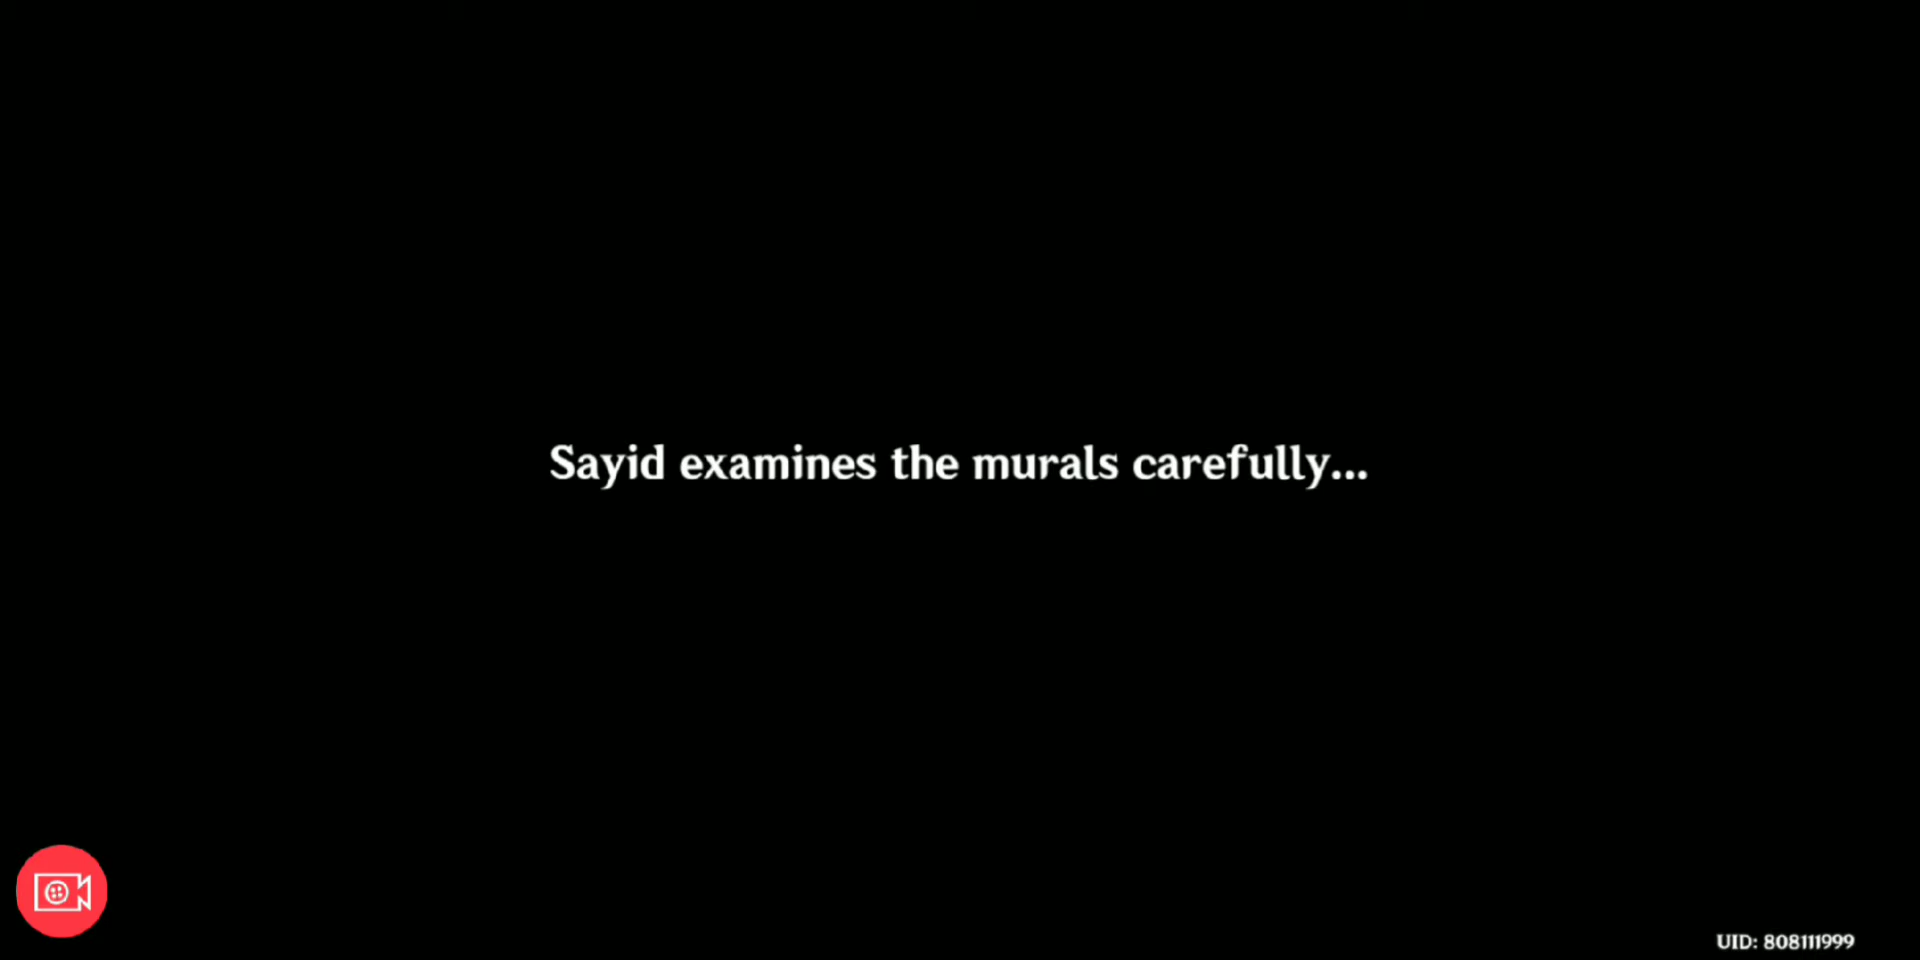 Sayid examines the murals carefully...
UID: 808111999